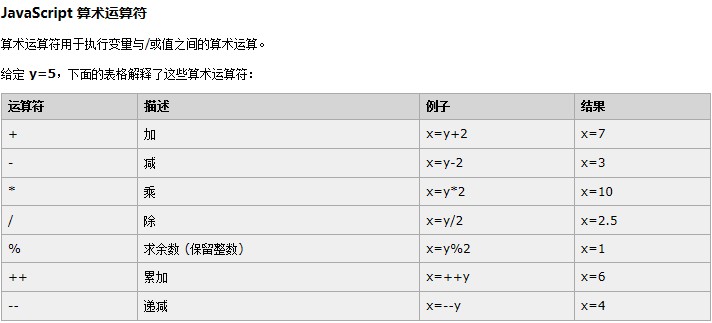 JavaScript 算术运算符
算术运算符用于执行变量与/或值之间的算术运算。
给定 y=5，下面的表格解释了这些算术运算符：
运算符 描述 例子 结果
+ 加 x=y+2 x=7
- 减 x=y-2 x=3
* 乘 x=y*2 x=10
/ 除 x=y/2 x=2.5
% 求余数（保留整数） x=y%2 x=1
++ 累加 x=++y x=6
-- 递减 x=--y x=4